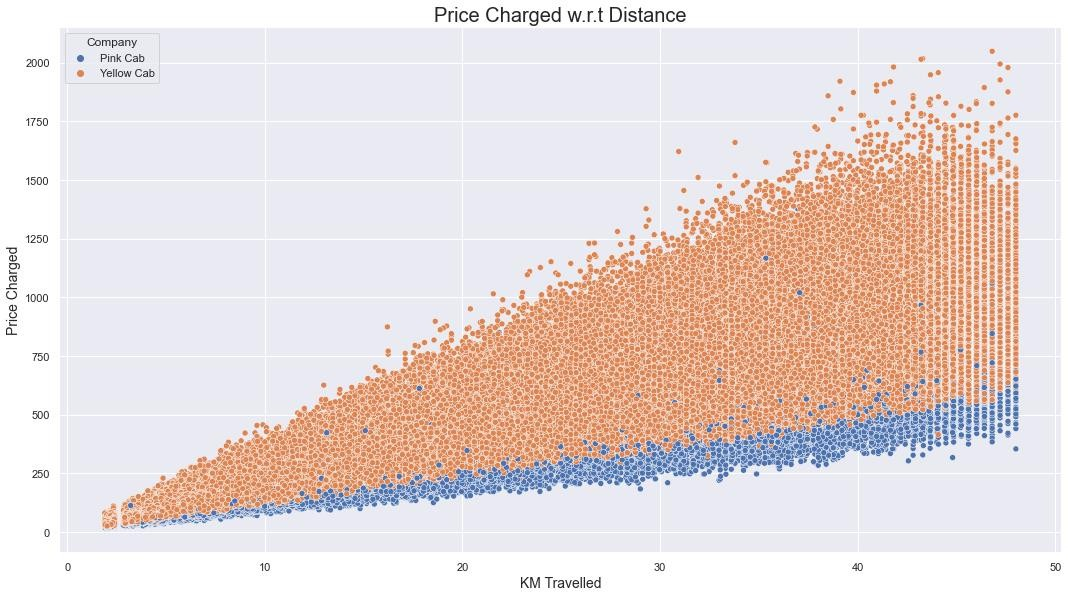 Price Charged w.r.t Distance
Company
Pink Cab
Yellow Cab
2000
1750
1500
1250
1000
750
500
250
0
Price Charged
0 10 20 30 40 50
KM Travelled